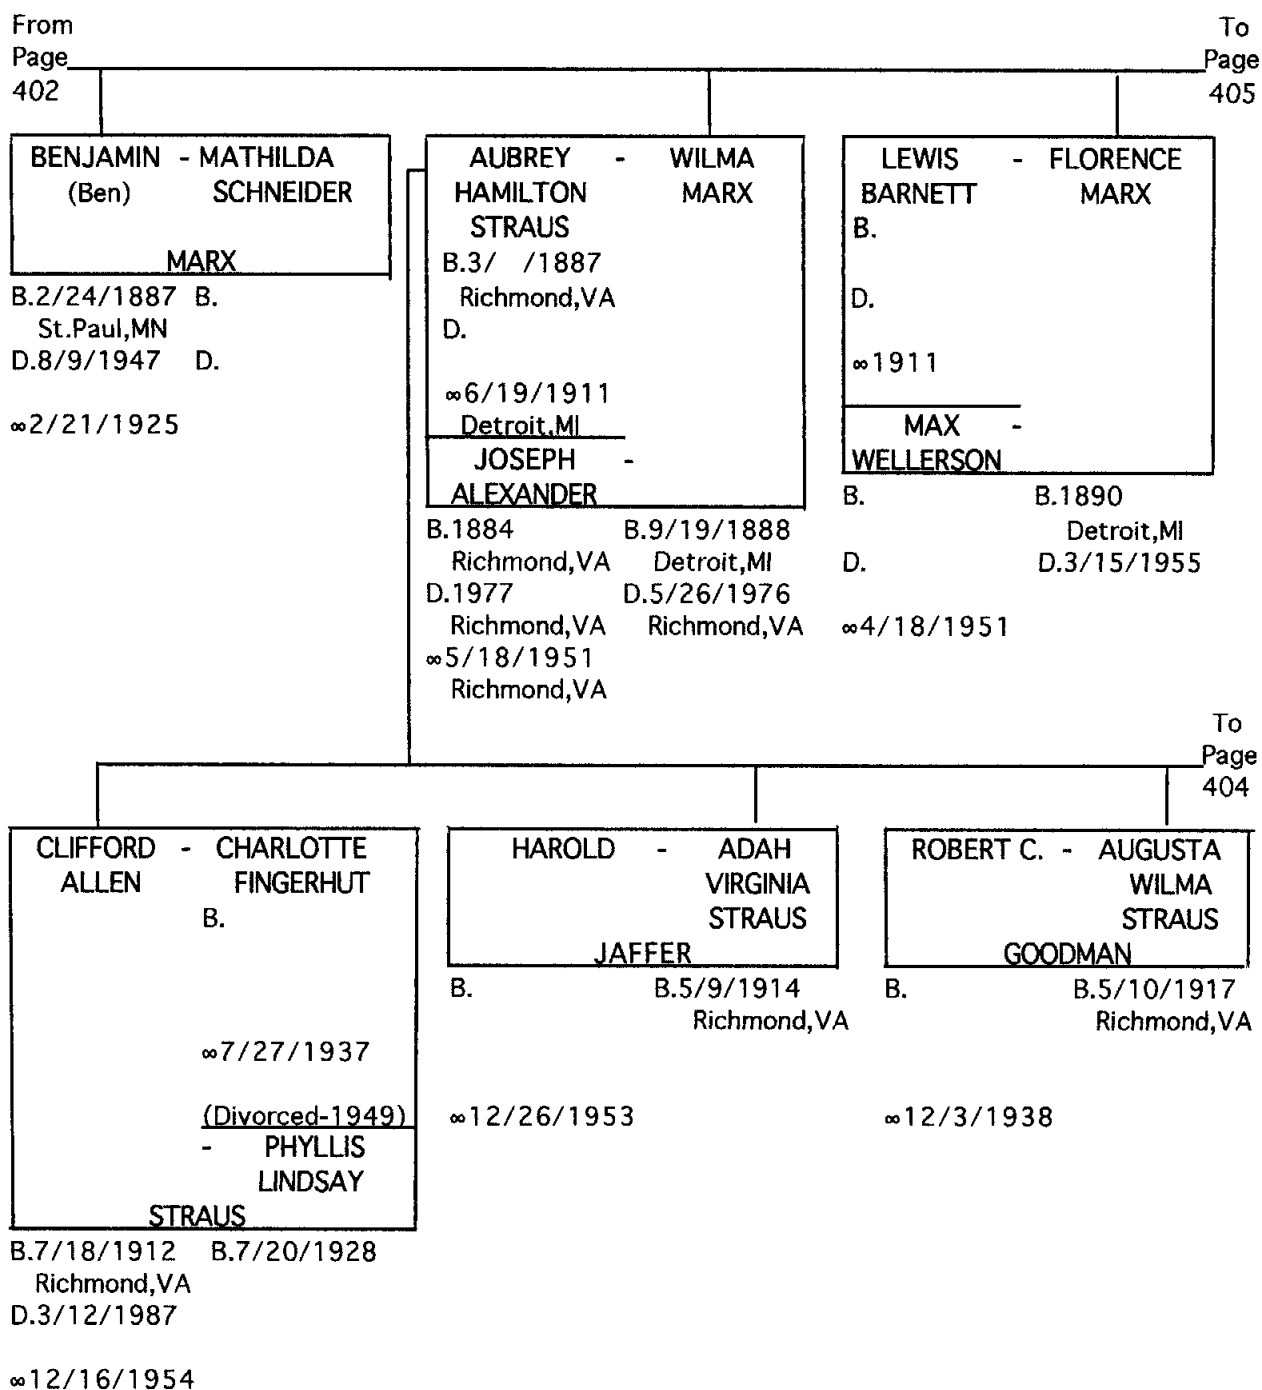 From
Page
402
To
Page
405
BENJAMIN - MATHILDA
(Ben) SCHNEIDER
MARX
B.2/24/1887 B.
St.Paul,MN
D.8/9/1947 D.
∞2/21/1925
AUBREY - WILMA
HAMILTON MARX
STRAUS
B.3/ /1887
Richmond,VA
D.
∞6/19/1911
Detroit,MI
JOSEPH -
ALEXANDER
B.1884 B.9/19/1888
Richmond,VA Detroit,MI
D.1977 D.5/26/1976
Richmond,VA Richmond,VA
∞5/18/1951
Richmond,VA
LEWIS - FLORENCE
BARNETT MARX
B.
D.
∞1911
MAX -
WELLERSON
B. B.1890
Detroit,MI
D. D.3/15/1955
∞4/18/1951
To
Page
404
CLIFFORD - CHARLOTTE
ALLEN FINGERHUT
B.
∞7/27/1937
(Divorced-1949)
- PHYLLIS
LINDSAY
STRAUS
B.7/18/1912 B.7/20/1928
Richmond,VA
D.3/12/1987
∞12/16/1954
HAROLD - ADAH
VIRGINIA
STRAUS
JAFFER
B. B.5/9/1914
Richmond,VA
∞12/26/1953
ROBERT C. - AUGUSTA
WILMA
STRAUS
GOODMAN
B. B.5/10/1917
Richmond,VA
∞12/3/1938